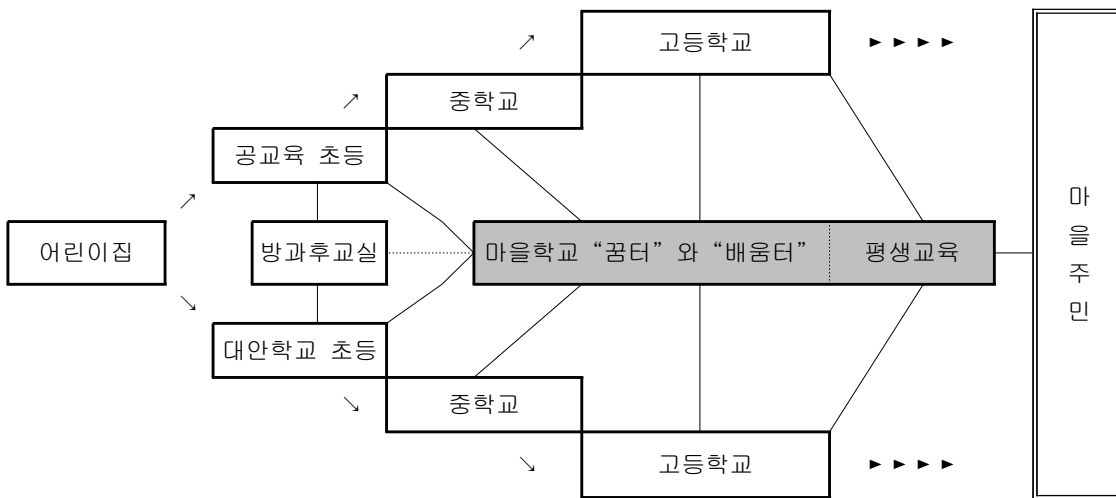 고등학교
►►►►
중학교
공교육 초등
어린이집
방과후교실
마을학교 “꿈터” 와 “배움터”
평생교육
마
을
주
민
대안학교 초등
중학교
고등학교
►►►►